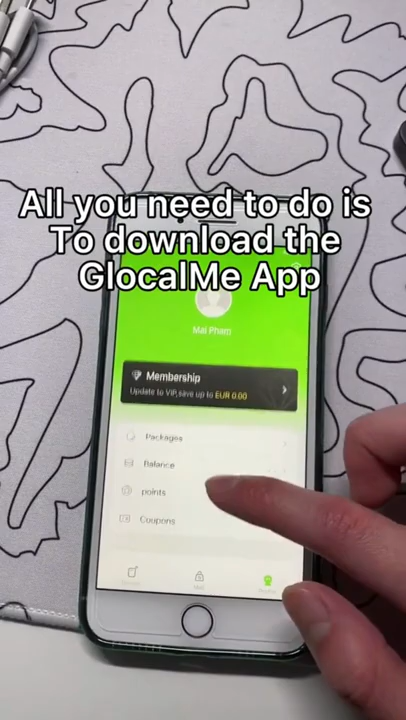 All you need to do is
To download the
GlocalMe App
Mai Pham
Membership
Update to VIP,save up to EUR 0.00
Packages
Balance
points
Coupons